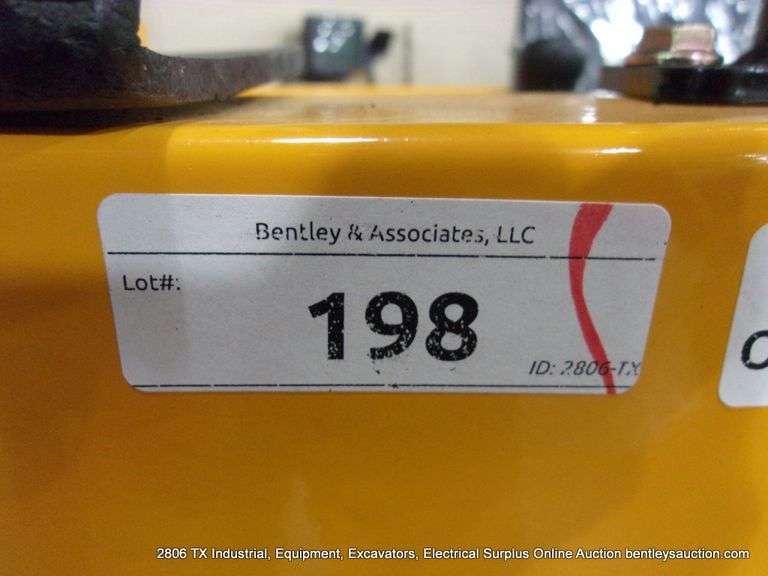 Bentley & Associates, LLC
Lot#:
198
ID: 2806-TX
2806 TX Industrial, Equipment, Excavators, Electrical Surplus Online Auction bentleysauction.com